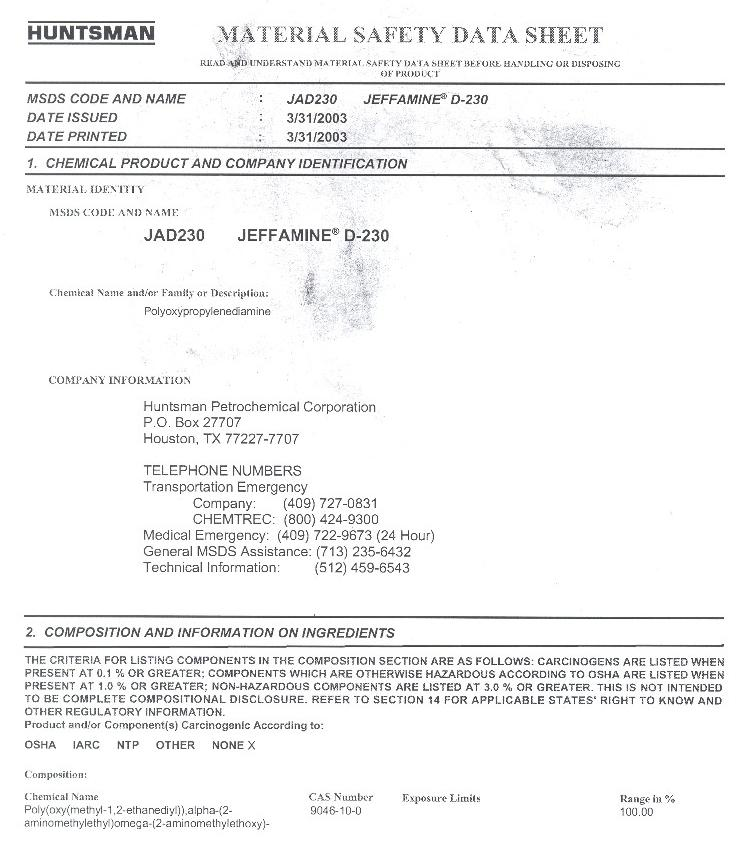 HUNTSMAN
MATERIAL SAFETY DATA SHEET
READ AND UNDERSTAND MATERIAL SAFETY DATA SHEET BEFORE HANDLING OR DISPOSING
OF PRODUCT
MSDS CODE AND NAME : JAD230 JEFFAMINE® D-230
DATE ISSUED : 3/31/2003
DATE PRINTED : 3/31/2003
1. CHEMICAL PRODUCT AND COMPANY IDENTIFICATION
MATERIAL IDENTITY
MSDS CODE AND NAME
JAD230 JEFFAMINE® D-230
Chemical Name and/or Family or Description:
Polyoxypropylenediamine
COMPANY INFORMATION
Huntsman Petrochemical Corporation
P.O. Box 27707
Houston, TX 77227-7707
TELEPHONE NUMBERS
Transportation Emergency
Company: (409) 727-0831
CHEMTREC: (800) 424-9300
Medical Emergency: (409) 722-9673 (24 Hour)
General MSDS Assistance: (713) 235-6432
Technical Information: (512) 459-6543
2. COMPOSITION AND INFORMATION ON INGREDIENTS
THE CRITERIA FOR LISTING COMPONENTS IN THE COMPOSITION SECTION ARE AS FOLLOWS: CARCINOGENS ARE LISTED WHEN
PRESENT AT 0.1 % OR GREATER; COMPONENTS WHICH ARE OTHERWISE HAZARDOUS ACCORDING TO OSHA ARE LISTED WHEN
PRESENT AT 1.0 % OR GREATER; NON-HAZARDOUS COMPONENTS ARE LISTED AT 3.0 % OR GREATER. THIS IS NOT INTENDED
TO BE COMPLETE COMPOSITIONAL DISCLOSURE. REFER TO SECTION 14 FOR APPLICABLE STATES' RIGHT TO KNOW AND
OTHER REGULATORY INFORMATION.
Product and/or Component(s) Carcinogenic According to:
OSHA IARC NTP OTHER NONE X
Composition:
Chemical Name CAS Number Exposure Limits Range in %
Poly(oxy(methyl-1,2-ethanediyl)),alpha-(2- 9046-10-0 100.00
aminomethylethyl)omega-(2-aminomethylethoxy)-